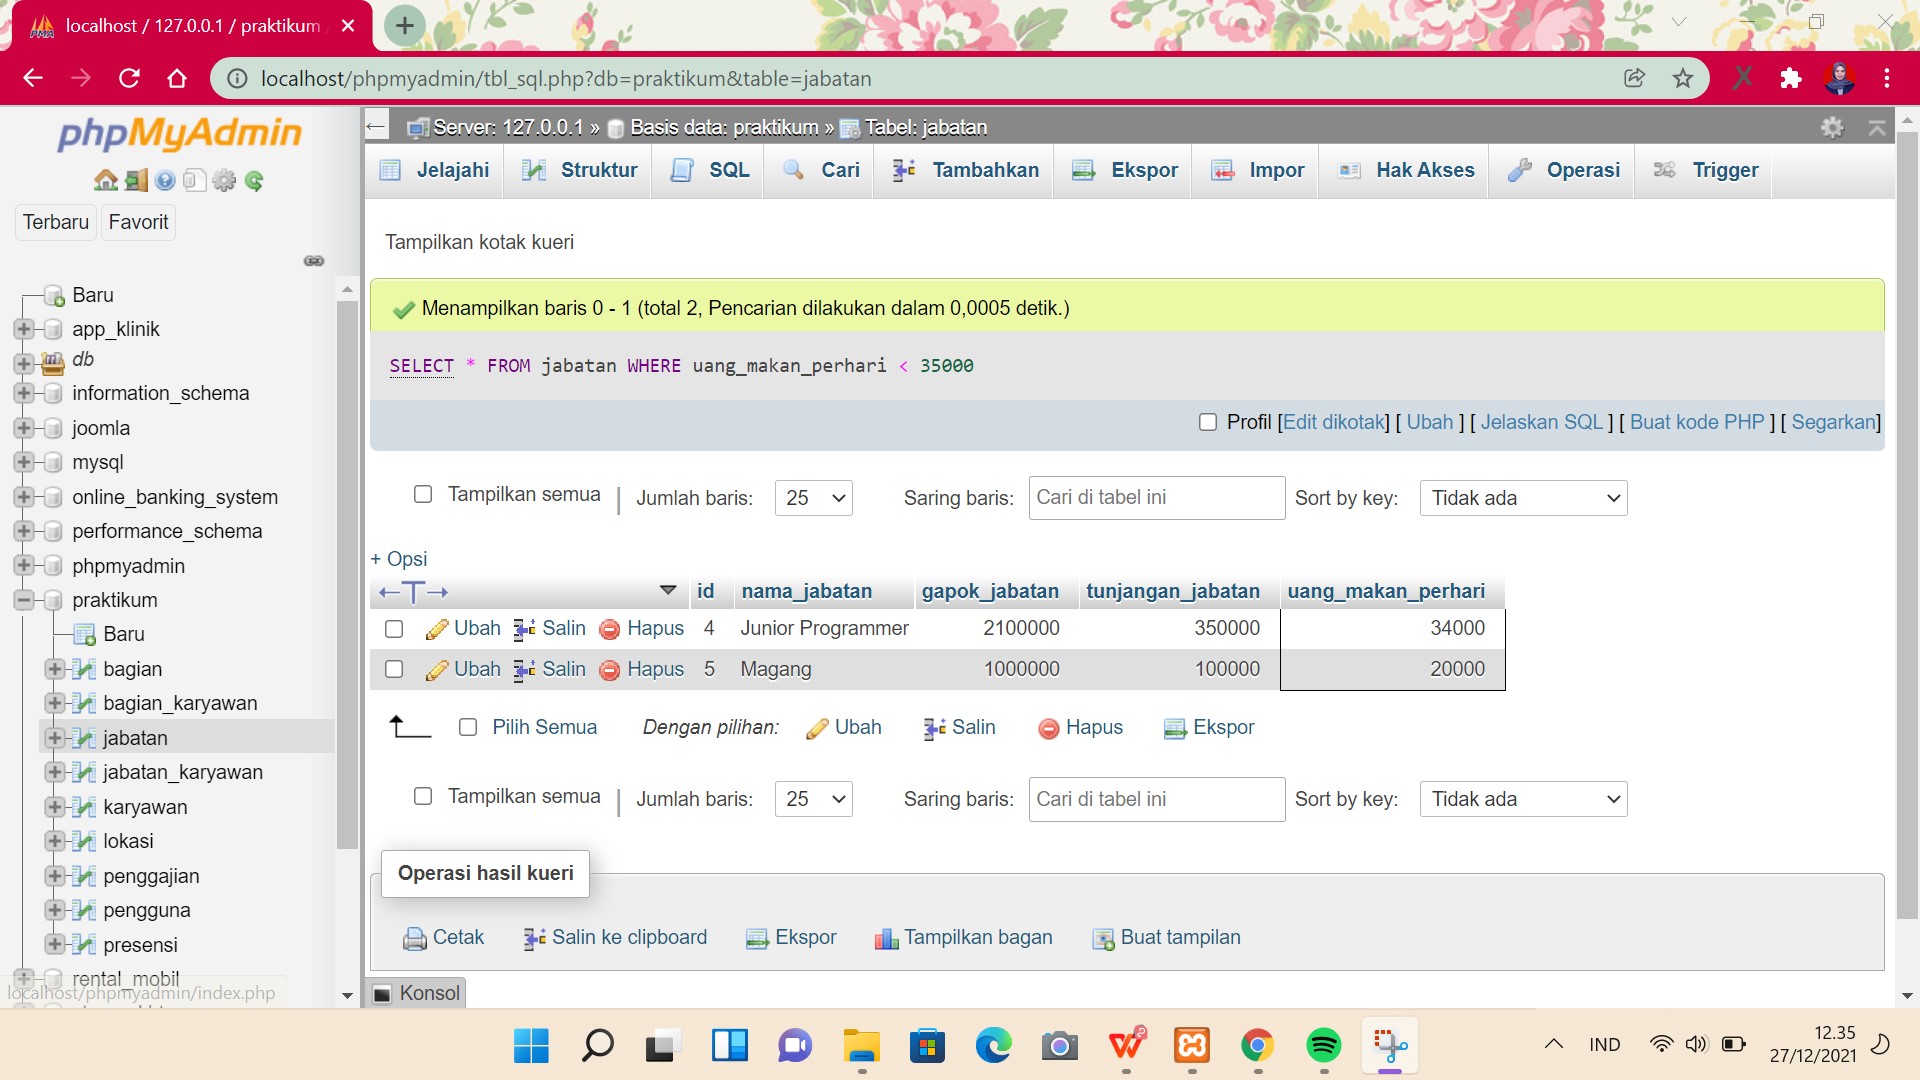 localhost / 127.0.0.1 / praktikum
localhost/phpmyadmin/tbl_sql.php?db=praktikum&table=jabatan
phpMyAdmin
Terbaru
Favorit
Baru
app_klinik
db
information_schema
joomla
mysql
online_banking_system
performance_schema
phpmyadmin
praktikum
Baru
bagian
bagian_karyawan
jabatan
jabatan_karyawan
karyawan
lokasi
penggajian
pengguna
presensi
rental_mobil
localhost/phpmyadmin/index.php
Server: 127.0.0.1 » Basis data: praktikum » Tabel: jabatan
Jelajahi Struktur SQL Cari Tambahkan Ekspor Impor Hak Akses Operasi Trigger
Tampilkan kotak kueri
Menampilkan baris 0 - 1 (total 2, Pencarian dilakukan dalam 0,0005 detik.)
SELECT * FROM jabatan WHERE uang_makan_perhari < 35000
Profil [Edit dikotak] [ Ubah ] [ Jelaskan SQL ] [ Buat kode PHP ] [ Segarkan]
Tampilkan semua | Jumlah baris: 25 Saring baris: Cari di tabel ini Sort by key: Tidak ada
+ Opsi
←T→ id nama_jabatan gapok_jabatan tunjangan_jabatan uang_makan_perhari
Ubah Salin Hapus 4 Junior Programmer 2100000 350000 34000
Ubah Salin Hapus 5 Magang 1000000 100000 20000
Pilih Semua Dengan pilihan: Ubah Salin Hapus Ekspor
Tampilkan semua | Jumlah baris: 25 Saring baris: Cari di tabel ini Sort by key: Tidak ada
Operasi hasil kueri
Cetak Salin ke clipboard Ekspor Tampilkan bagan Buat tampilan
Konsol
IND
12.35
27/12/2021